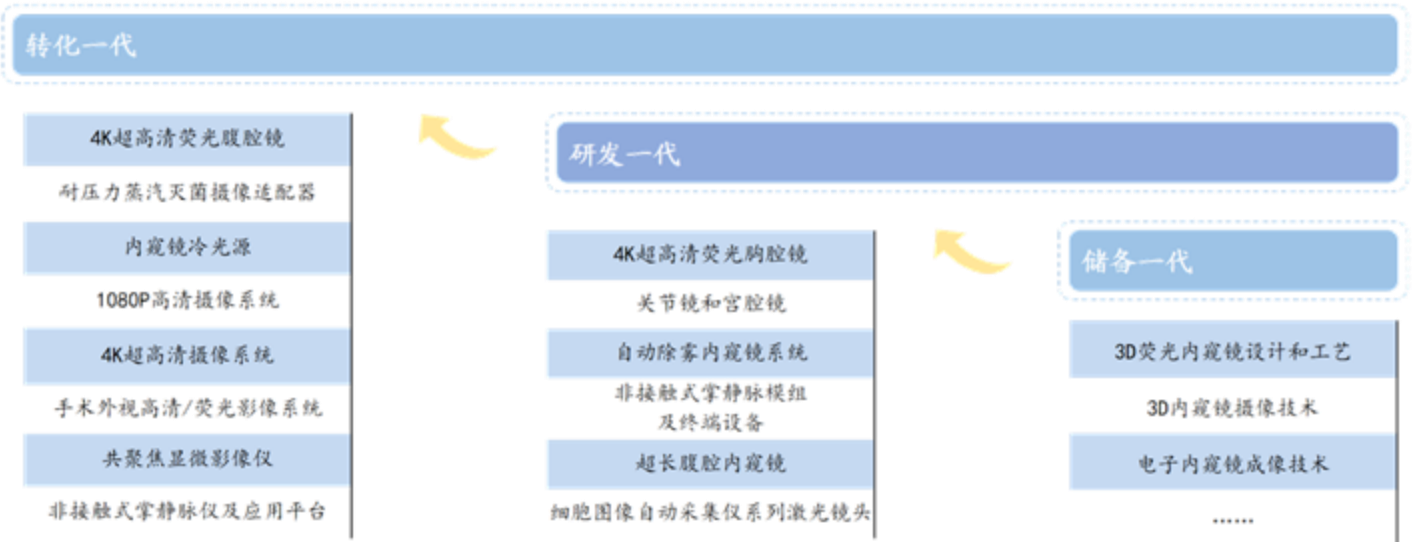 转化一代
4K超高清荧光腹腔镜
耐压力蒸汽灭菌摄像适配器
内窥镜冷光源
1080P高清摄像系统
4K超高清摄像系统
手术外视高清/荧光影像系统
共聚焦显微影像仪
非接触式掌静脉仪及应用平台
研发一代
4K超高清荧光胸腔镜
关节镜和宫腔镜
自动除雾内窥镜系统
非接触式掌静脉模组
及终端设备
超长腹腔内窥镜
细胞图像自动采集仪系列激光镜头
储备一代
3D荧光内窥镜设计和工艺
3D内窥镜摄像技术
电子内窥镜成像技术
……